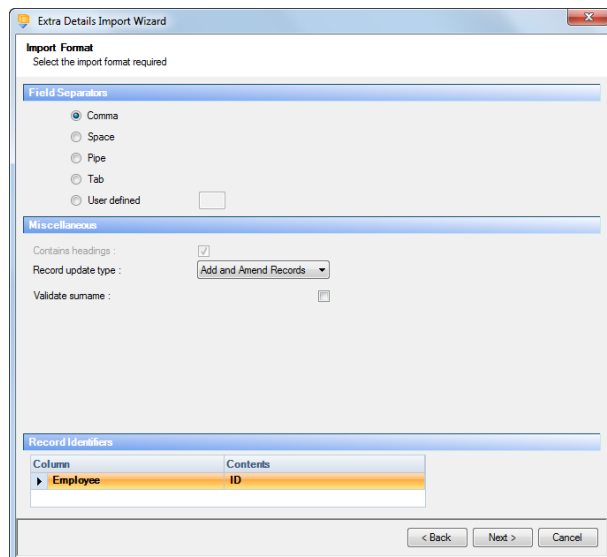 Extra Details Import Wizard
Import Format
Select the import format required
Field Separators
Comma
Space
Pipe
Tab
User defined
Miscellaneous
Contains headings :
Record update type : Add and Amend Records
Validate surname :
Record Identifiers
Column Contents
Employee ID
< Back Next > Cancel